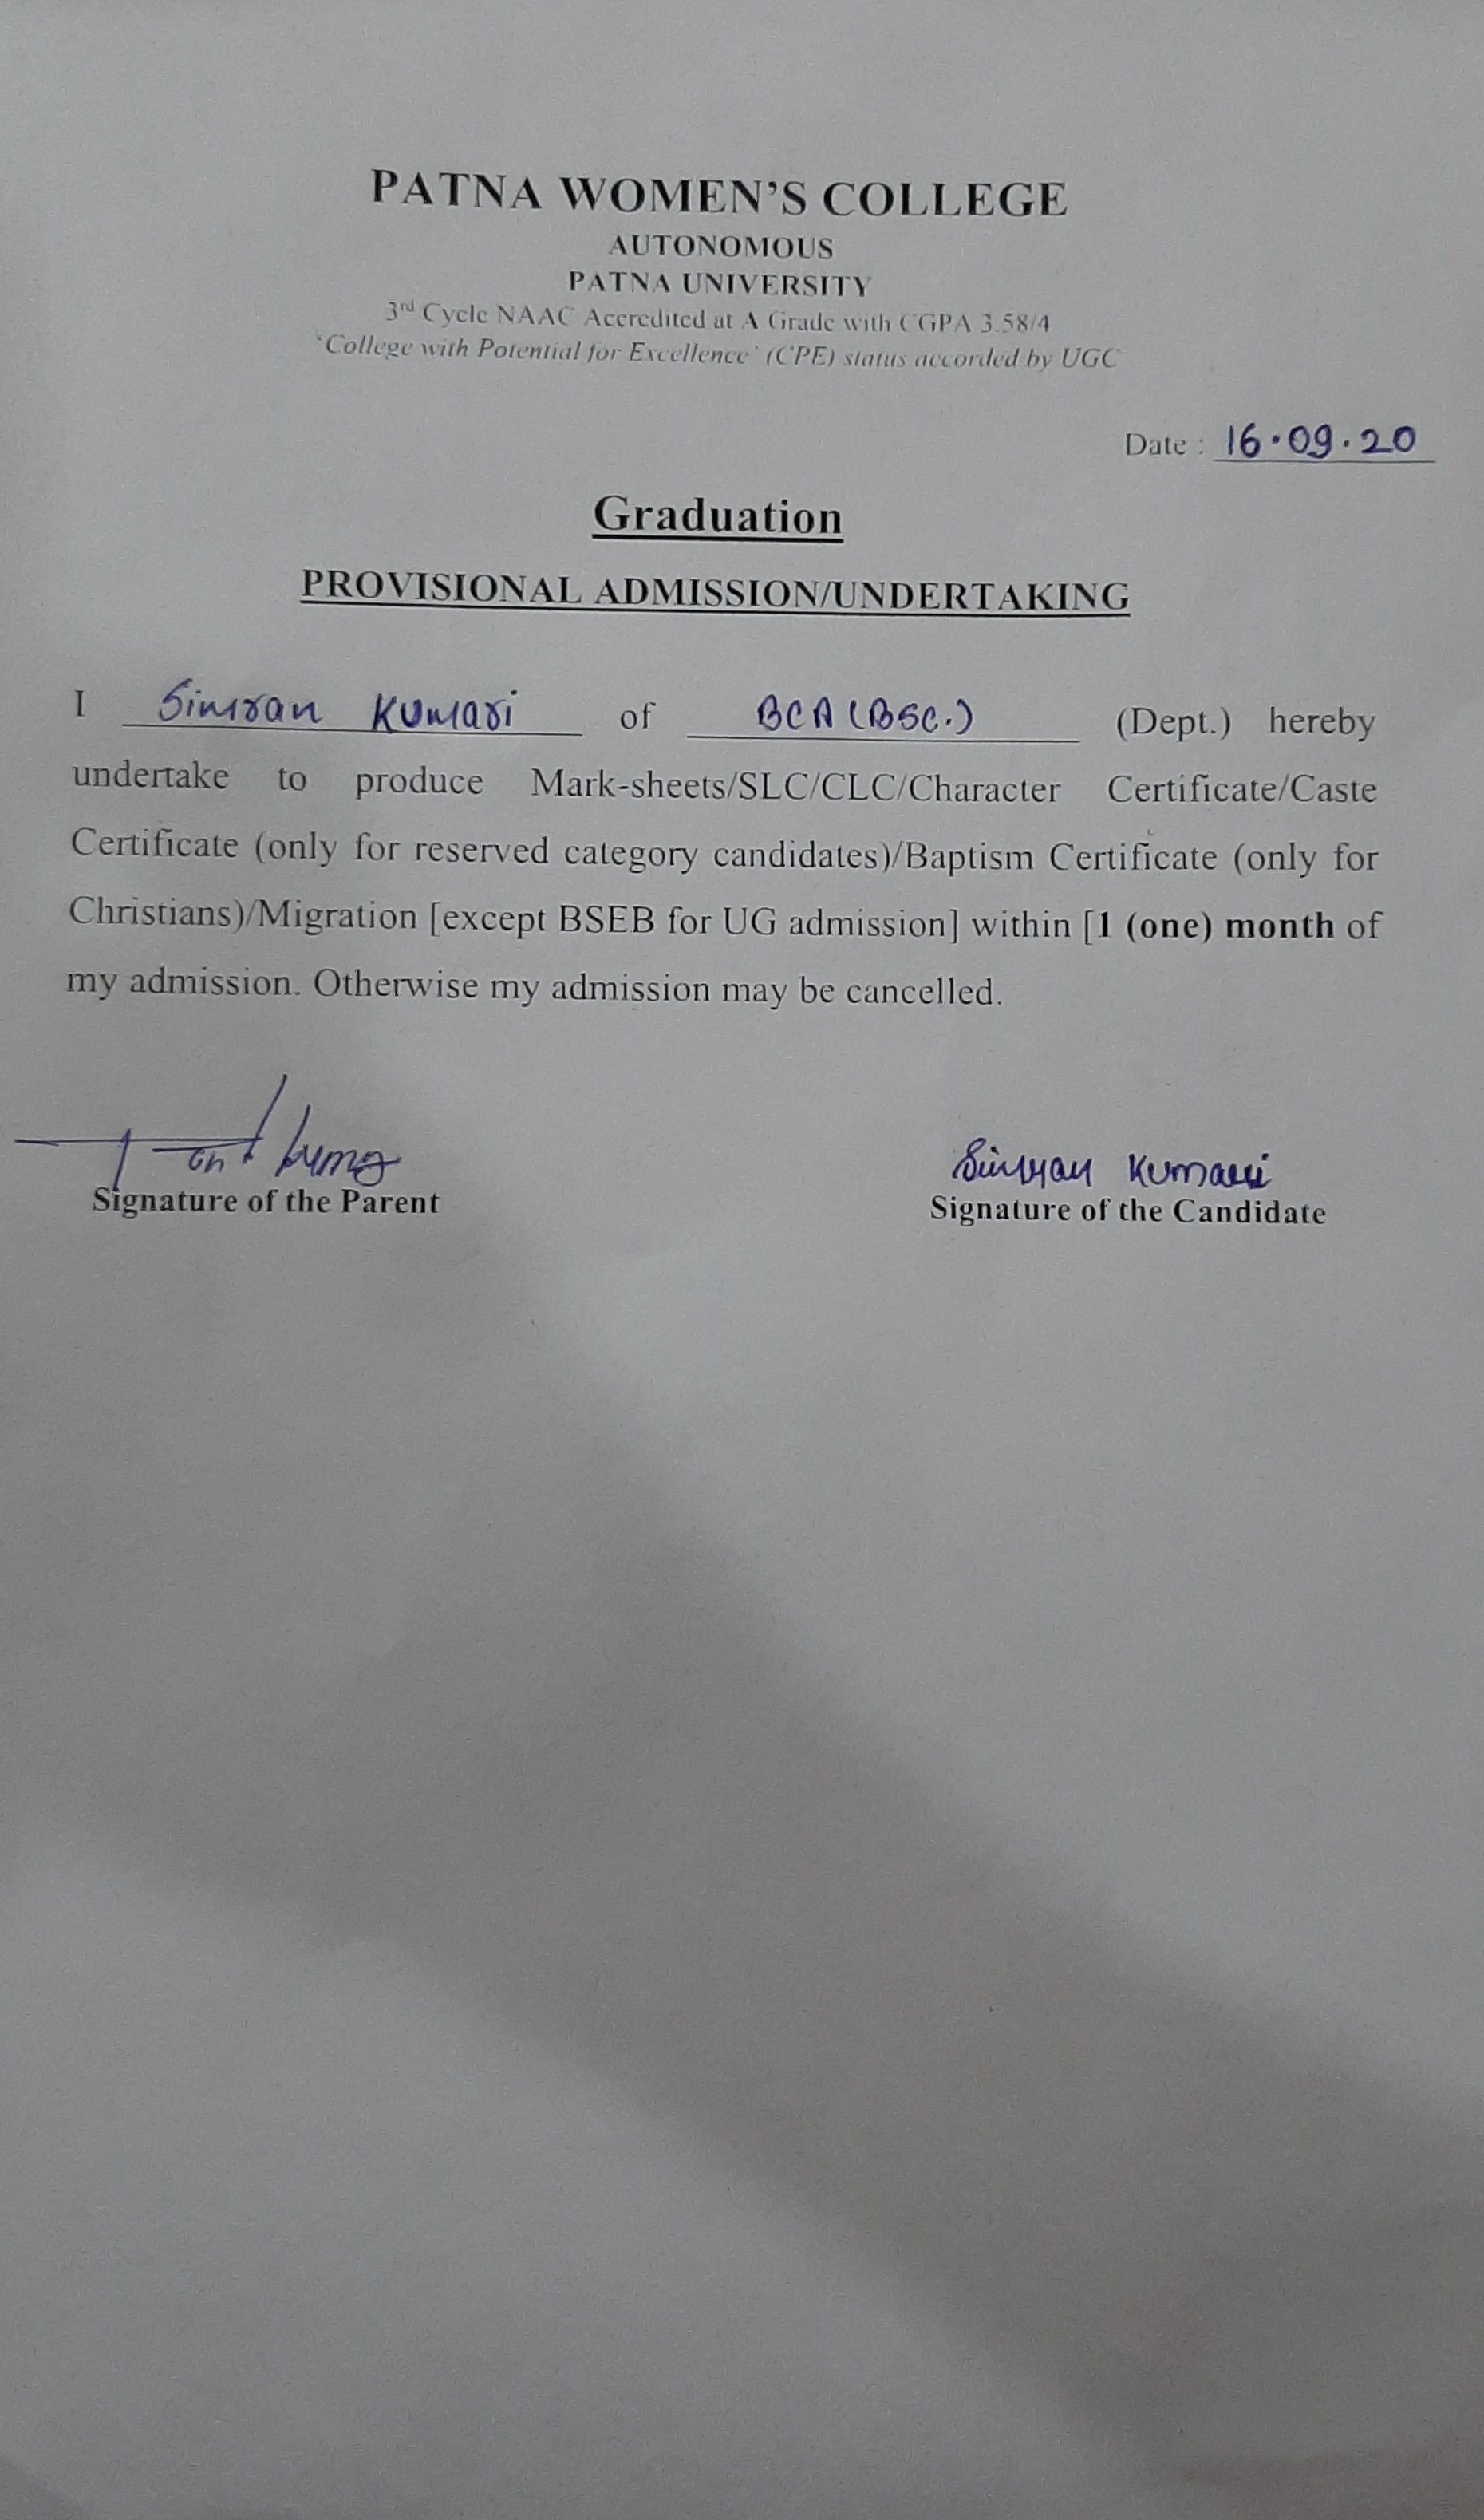 PATNA WOMEN'S COLLEGE
AUTONOMOUS
PATNA UNIVERSITY
3rd Cycle NAAC Accredited at A Grade with CGPA 3.58/4
'College with Potential for Excellence' (CPE) status accorded by UGC
Date : 16.09.20
Graduation
PROVISIONAL ADMISSION/UNDERTAKING
I Simran Kumari of BCA (BSC.) (Dept.) hereby
undertake to produce Mark-sheets/SLC/CLC/Character Certificate/Caste
Certificate (only for reserved category candidates)/Baptism Certificate (only for
Christians)/Migration [except BSEB for UG admission] within [1 (one) month of
my admission. Otherwise my admission may be cancelled.
Simran Kumari
Signature of the Parent Signature of the Candidate